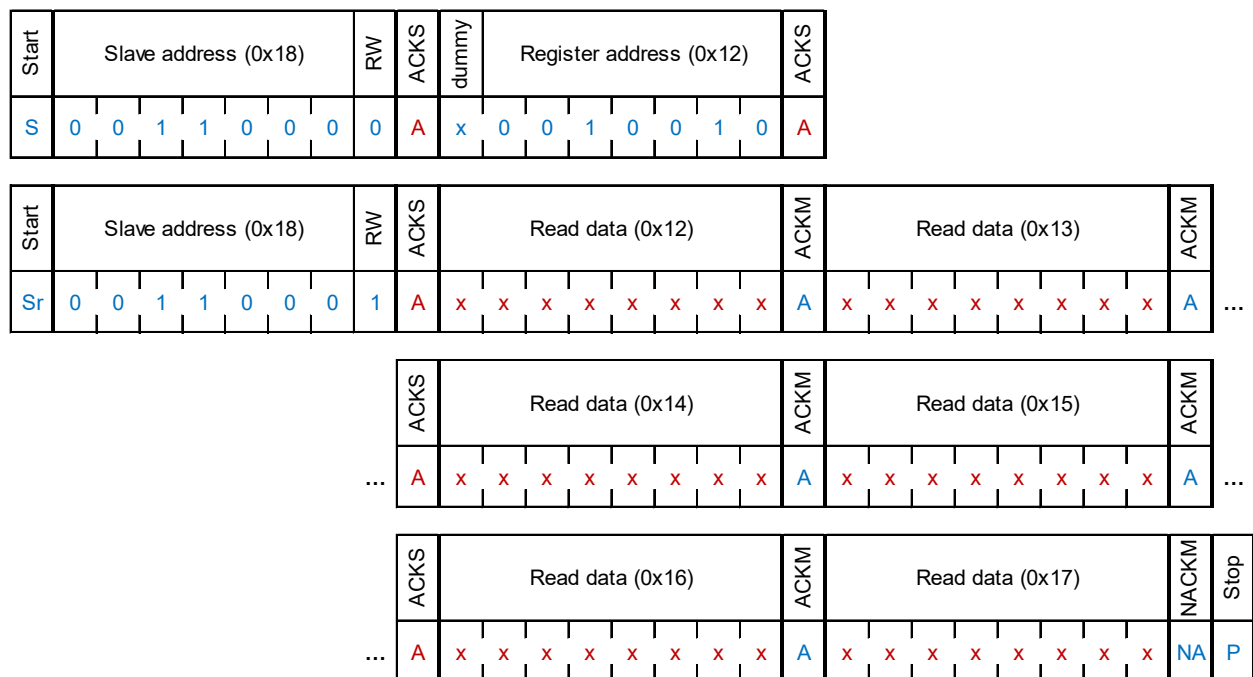 Start Slave address (0x18) RW ACKS dummy Register address (0x12) ACKS
S 0 0 1 1 0 0 0 0 A x 0 0 1 0 0 1 0 A
Start Slave address (0x18) RW ACKS Read data (0x12) ACKM Read data (0x13) ACKM
Sr 0 0 1 1 0 0 0 1 A x x x x x x x x A x x x x x x x x A ...
ACKS Read data (0x14) ACKM Read data (0x15) ACKM
... A x x x x x x x x A x x x x x x x x A ...
ACKS Read data (0x16) ACKM Read data (0x17) NACKM Stop
... A x x x x x x x x A x x x x x x x x NA P